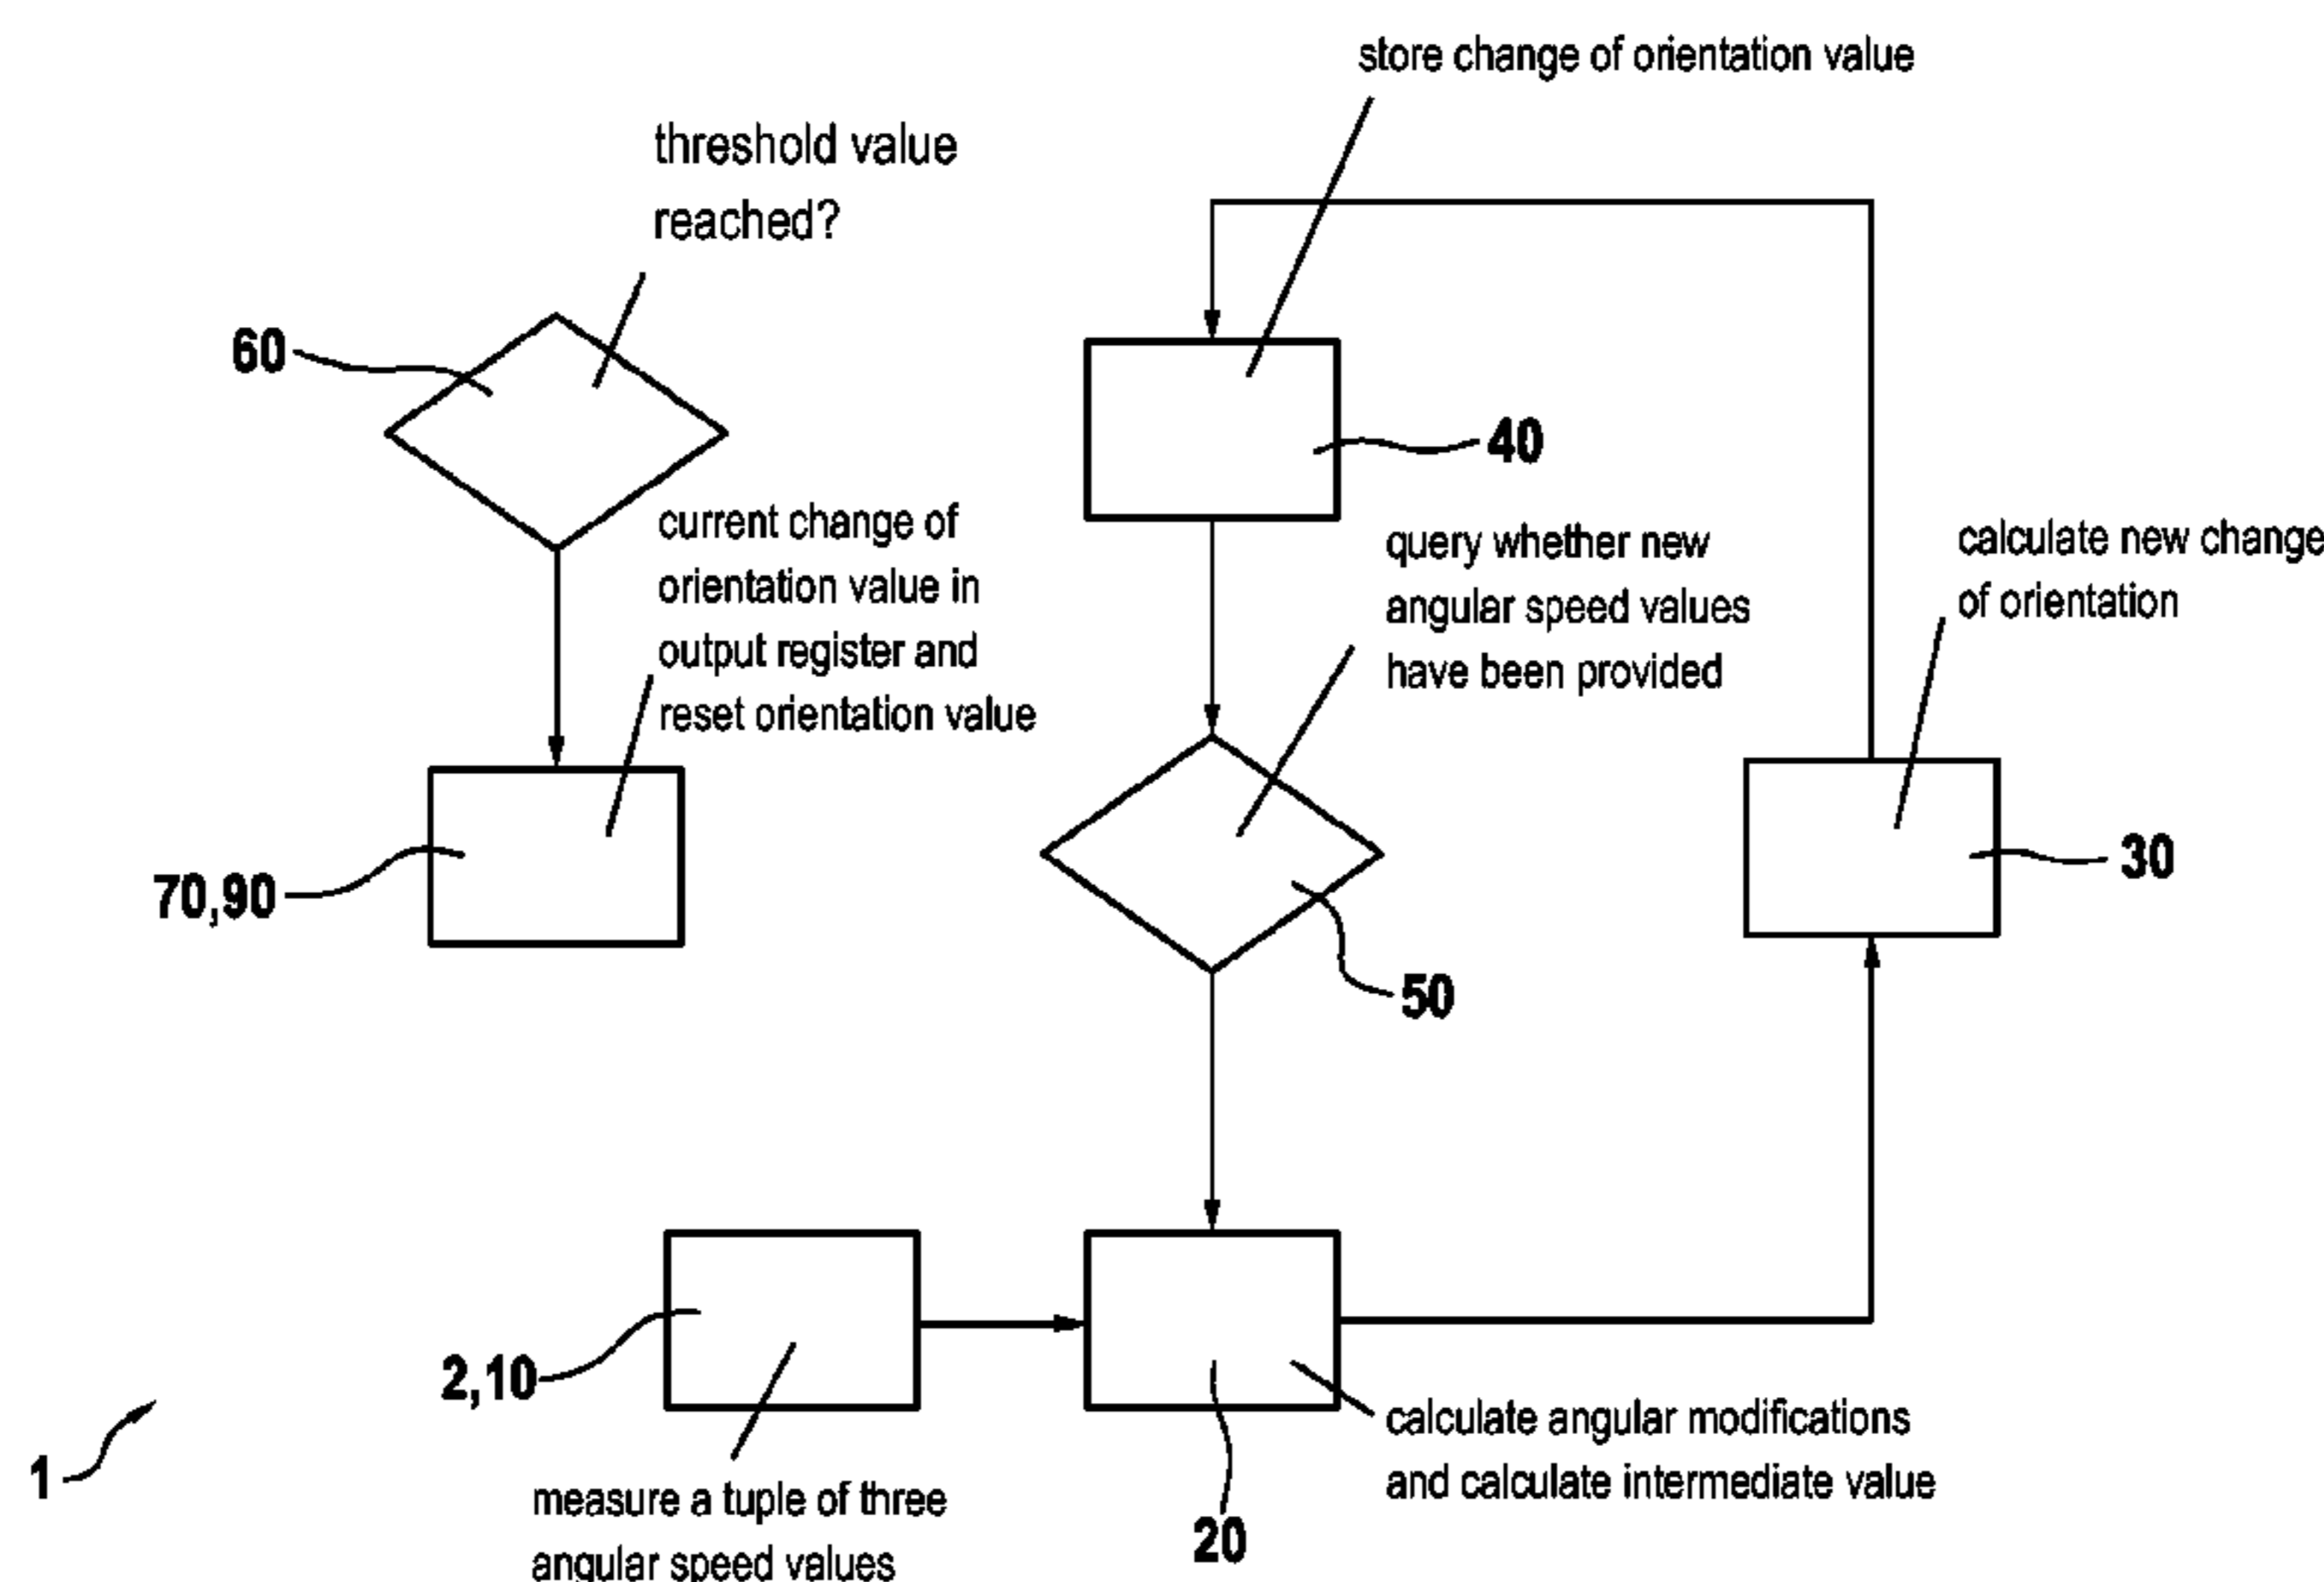 store change of orientation value
threshold value
reached?
60
40
current change of
orientation value in
output register and
reset orientation value
query whether new
angular speed values
have been provided
calculate new change
of orientation
70,90
30
50
2,10
1
measure a tuple of three
angular speed values
20
calculate angular modifications
and calculate intermediate value